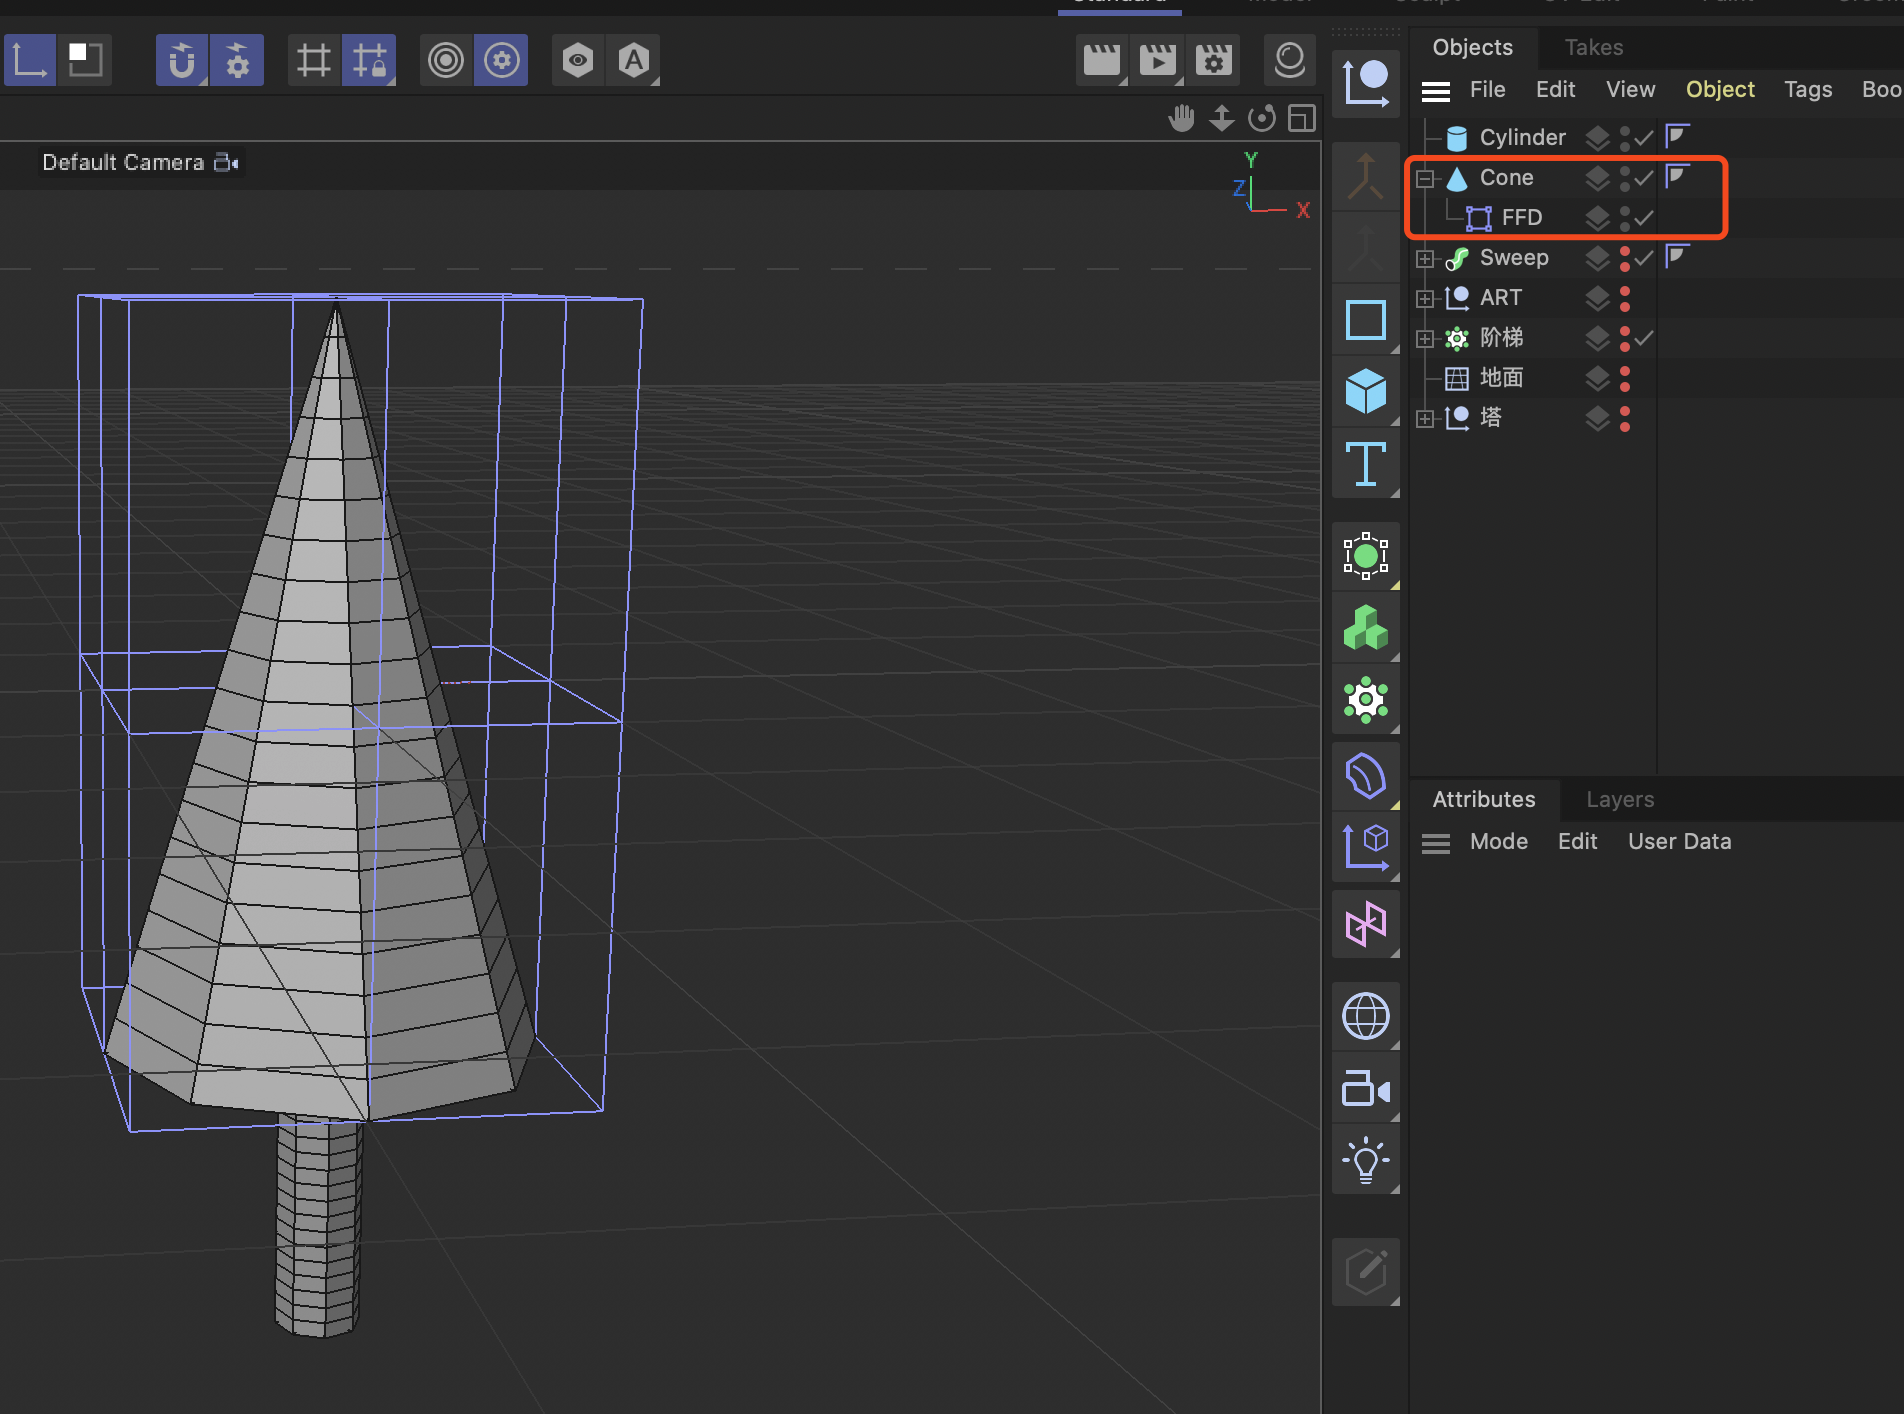 Standard
Objects Takes
File Edit View Object Tags Boo
Default Camera
Y
Z
X
Cylinder
Cone
FFD
Sweep
ART
阶梯
地面
塔
Attributes Layers
Mode Edit User Data